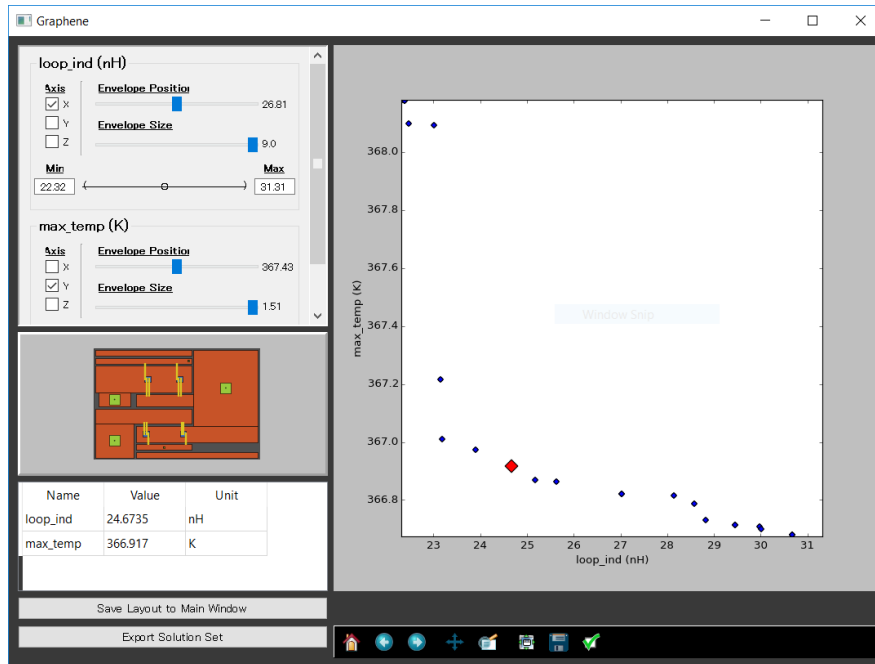 Graphene
loop_ind (nH)
Axis Envelope Position
X 26.81
Y Envelope Size
Z 9.0
Min Max
22.32 31.31
max_temp (K)
Axis Envelope Position
X 367.43
Y Envelope Size
Z 1.51
Name Value Unit
loop_ind 24.6735 nH
max_temp 366.917 K
Save Layout to Main Window
Export Solution Set
368.0
367.8
367.6
367.4
367.2
367.0
366.8
max_temp (K)
Window Snip
23 24 25 26 27 28 29 30 31
loop_ind (nH)